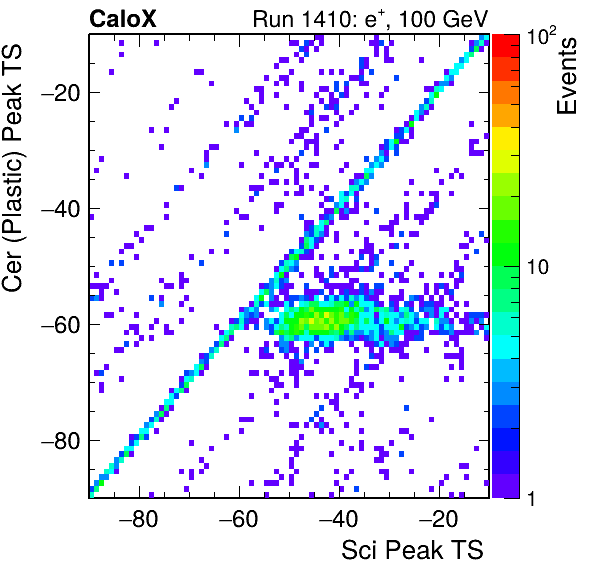 CaloX Run 1410: e⁺, 100 GeV
Cer (Plastic) Peak TS
−20
−40
−60
−80
−80 −60 −40 −20
Sci Peak TS
10²
10
1
Events